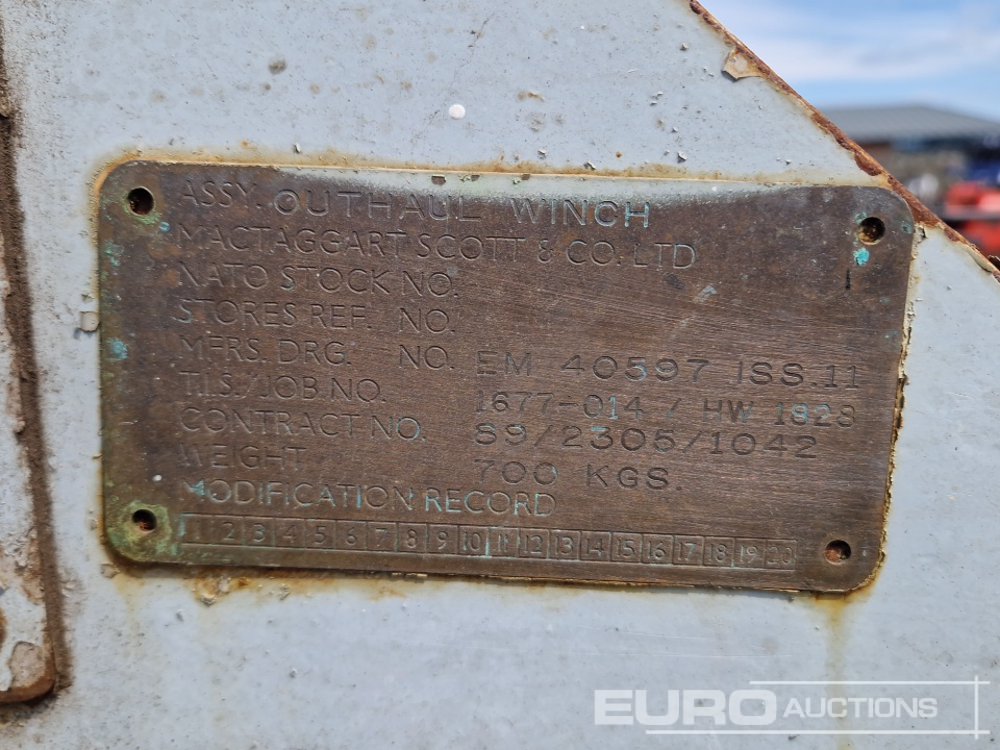 ASSY. OUTHAUL WINCH
MACTAGGART SCOTT & CO. LTD
NATO STOCK NO.
STORES REF. NO.
MFRS. DRG. NO. EM 40597 ISS.11
T.I.S./JOB NO. 1677-014 / HW 1828
CONTRACT NO. S9/2305/1042
WEIGHT 700 KGS.
MODIFICATION RECORD
1 2 3 4 5 6 7 8 9 10 11 12 13 14 15 16 17 18 19 20
EURO AUCTIONS